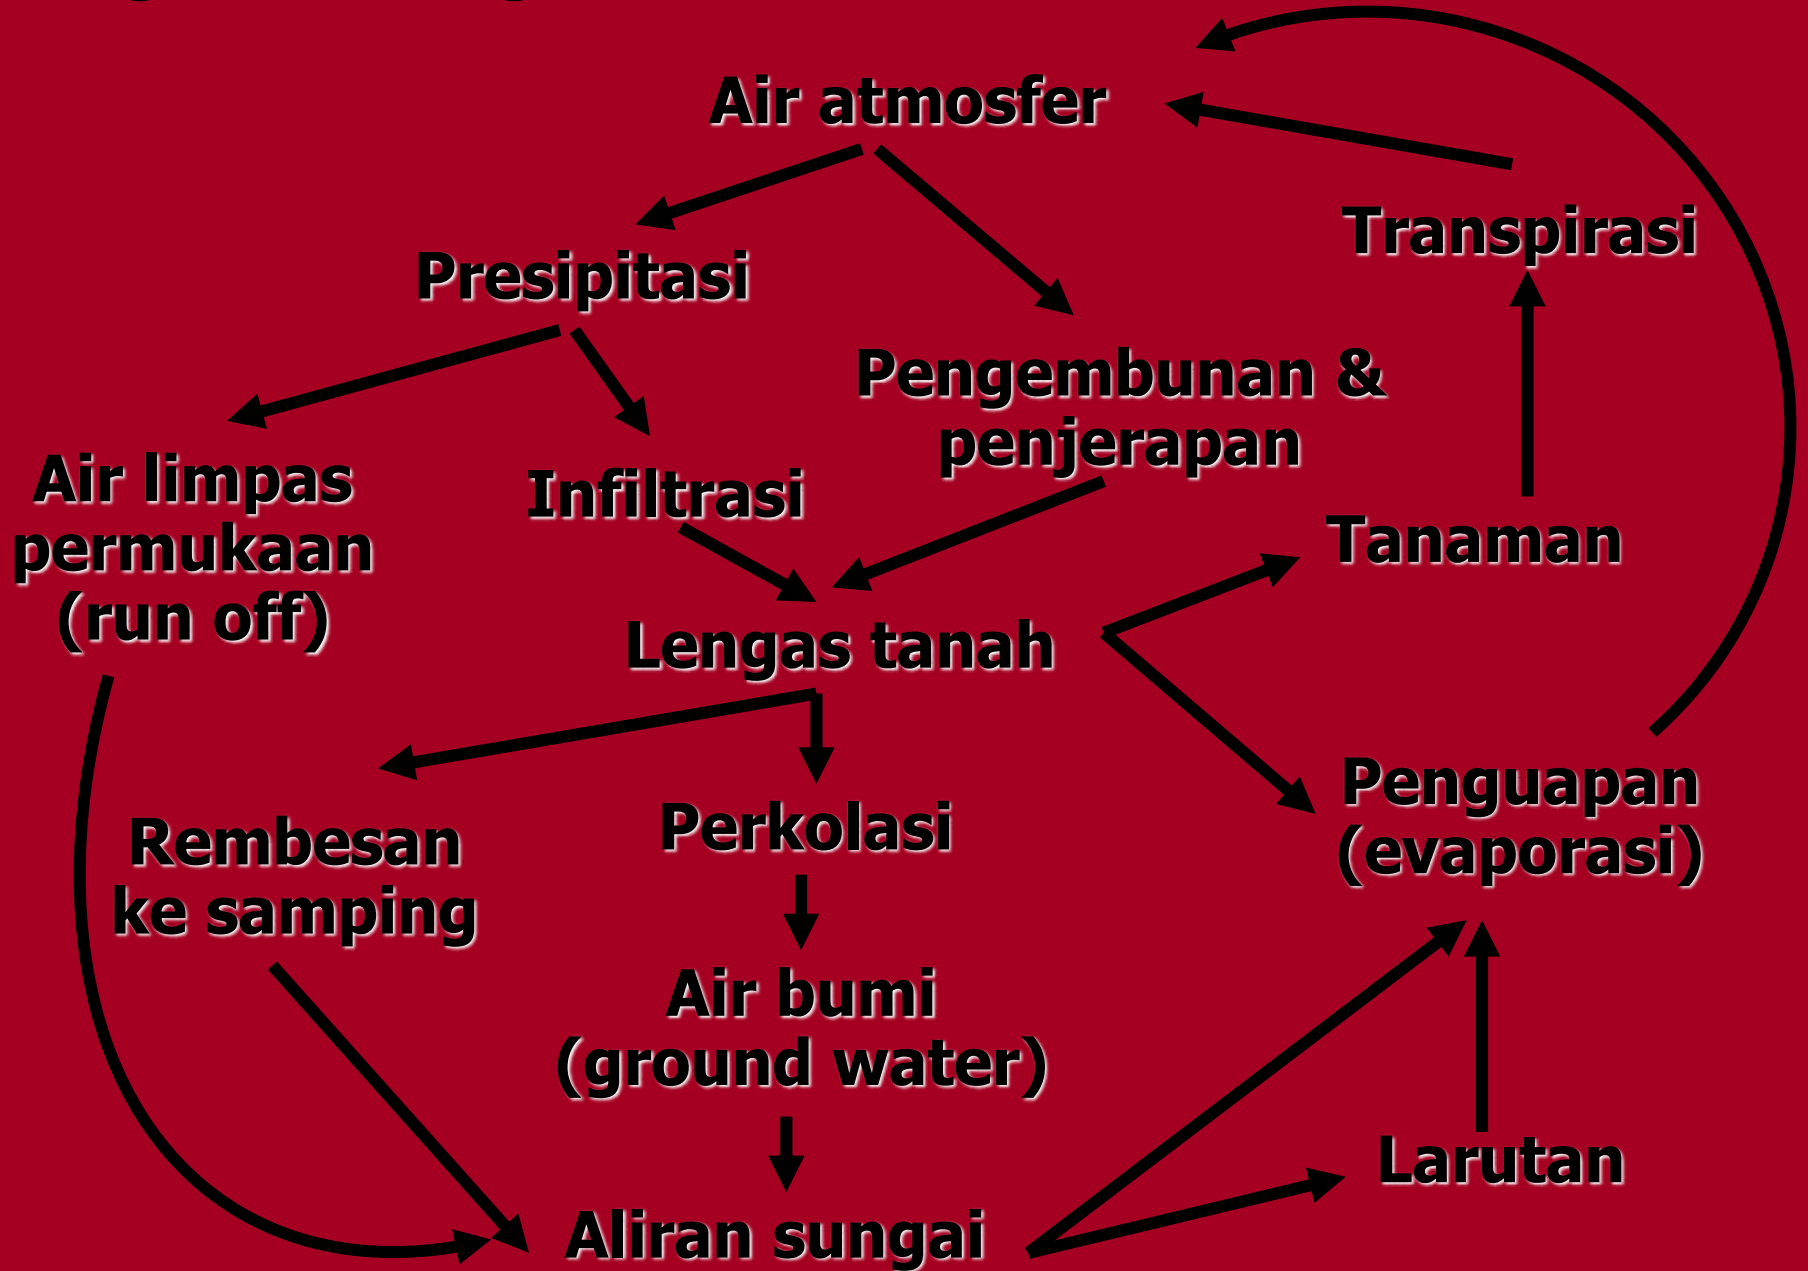 Air atmosfer
Transpirasi
Presipitasi
Pengembunan &
penjerapan
Air limpas
permukaan
(run off)
Infiltrasi
Tanaman
Lengas tanah
Penguapan
(evaporasi)
Perkolasi
Rembesan
ke samping
Air bumi
(ground water)
Larutan
Aliran sungai